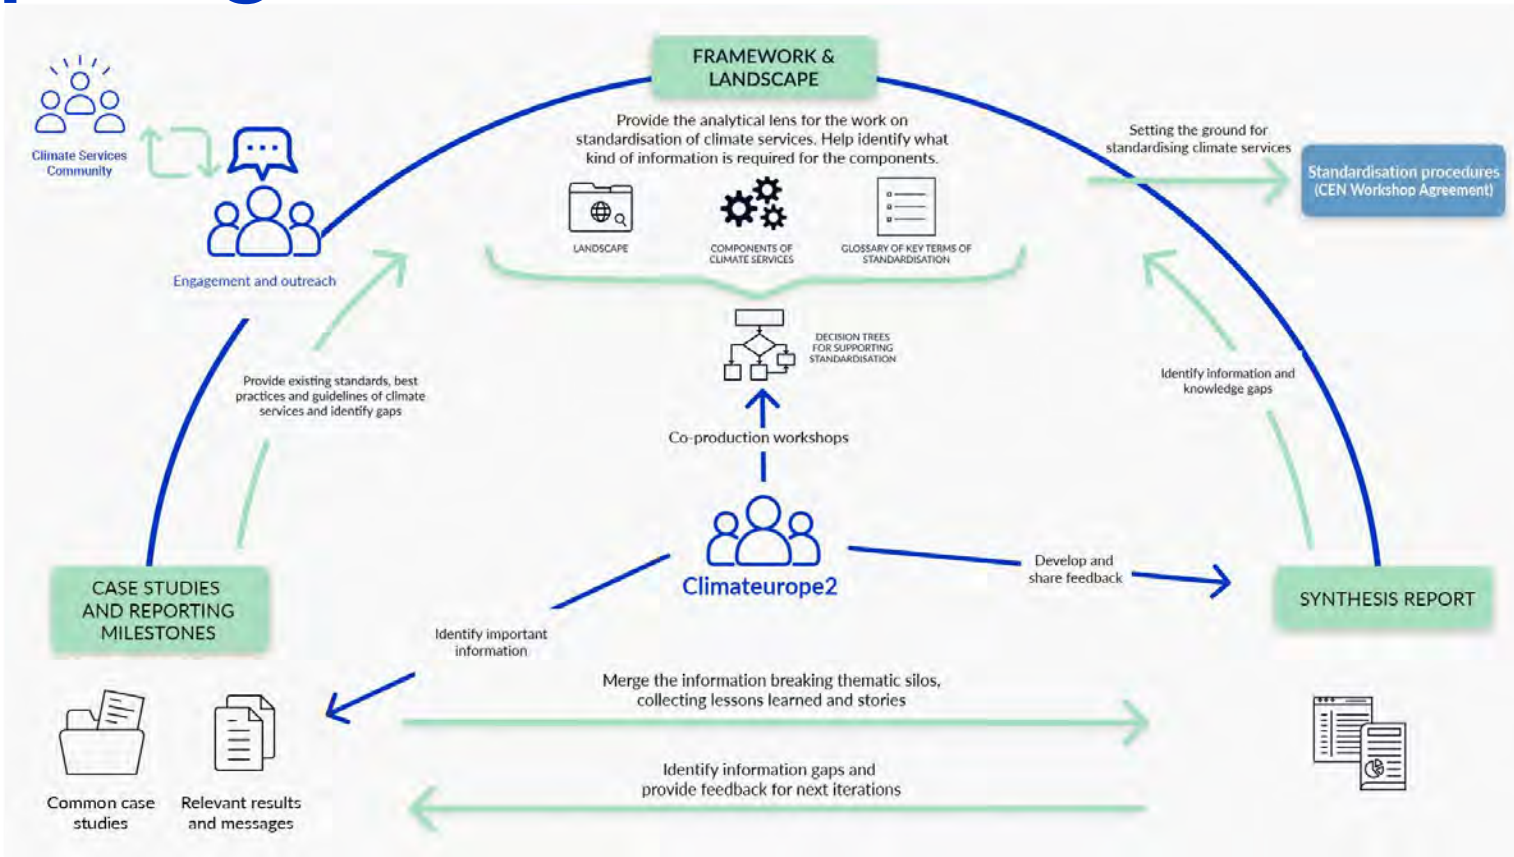 FRAMEWORK &
LANDSCAPE
Provide the analytical lens for the work on
standardisation of climate services. Help identify what
kind of information is required for the components.
LANDSCAPE
COMPONENTS OF
CLIMATE SERVICES
GLOSSARY OF KEY TERMS OF
STANDARDISATION
DECISION TREES
FOR SUPPORTING
STANDARDISATION
Climate Services
Community
Engagement and outreach
Setting the ground for
standardising climate services
Standardisation procedures
(CEN Workshop Agreement)
Provide existing standards, best
practices and guidelines of climate
services and identify gaps
Identify information and
knowledge gaps
Co-production workshops
Climateurope2
Develop and
share feedback
Identify important
information
CASE STUDIES
AND REPORTING
MILESTONES
SYNTHESIS REPORT
Merge the information breaking thematic silos,
collecting lessons learned and stories
Identify information gaps and
provide feedback for next iterations
Common case
studies
Relevant results
and messages